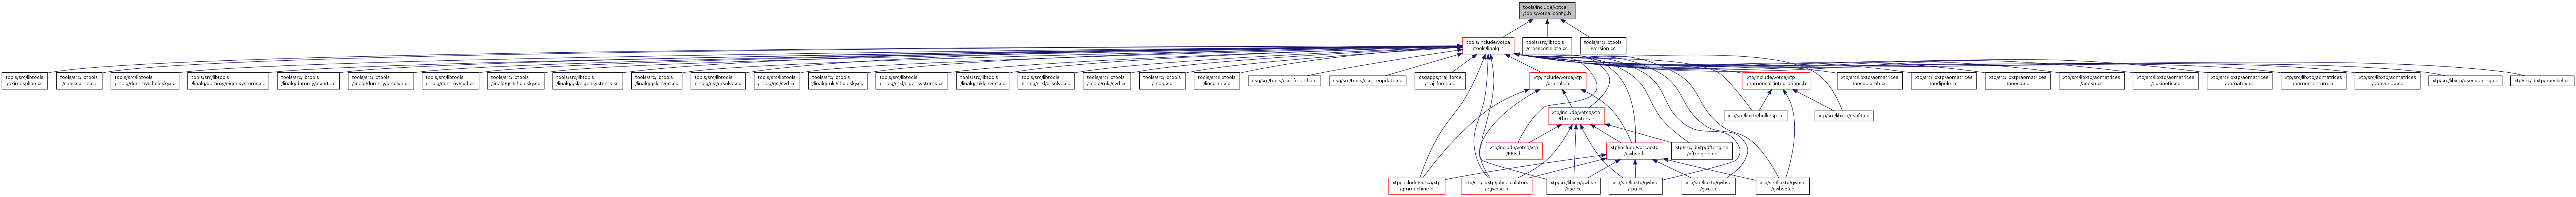 tools/include/votca
/tools/votca_config.h
tools/include/votca
/tools/linalg.h
tools/src/libtools
/crosscorrelate.cc
tools/src/libtools
/version.cc
tools/src/libtools
/akimaspline.cc
tools/src/libtools
/cubicspline.cc
tools/src/libtools
/linalg/dummy/cholesky.cc
tools/src/libtools
/linalg/dummy/eigensystems.cc
tools/src/libtools
/linalg/dummy/invert.cc
tools/src/libtools
/linalg/dummy/qrsolve.cc
tools/src/libtools
/linalg/dummy/svd.cc
tools/src/libtools
/linalg/gsl/cholesky.cc
tools/src/libtools
/linalg/gsl/eigensystems.cc
tools/src/libtools
/linalg/gsl/invert.cc
tools/src/libtools
/linalg/gsl/qrsolve.cc
tools/src/libtools
/linalg/gsl/svd.cc
tools/src/libtools
/linalg/mkl/cholesky.cc
tools/src/libtools
/linalg/mkl/eigensystems.cc
tools/src/libtools
/linalg/mkl/invert.cc
tools/src/libtools
/linalg/mkl/qrsolve.cc
tools/src/libtools
/linalg/mkl/svd.cc
tools/src/libtools
/linalg.cc
tools/src/libtools
/linspline.cc
csg/src/tools/csg_fmatch.cc
csg/src/tools/csg_reupdate.cc
csgapps/traj_force
/traj_force.cc
xtp/include/votca/xtp
/orbitals.h
xtp/include/votca/xtp
/numerical_integrations.h
xtp/src/libxtp/aomatrices
/aocoulomb.cc
xtp/src/libxtp/aomatrices
/aodipole.cc
xtp/src/libxtp/aomatrices
/aoecp.cc
xtp/src/libxtp/aomatrices
/aoesp.cc
xtp/src/libxtp/aomatrices
/aokinetic.cc
xtp/src/libxtp/aomatrices
/aomatrix.cc
xtp/src/libxtp/aomatrices
/aomomentum.cc
xtp/src/libxtp/aomatrices
/aooverlap.cc
xtp/src/libxtp/bsecoupling.cc
xtp/src/libxtp/hueckel.cc
xtp/include/votca/xtp
/threecenters.h
xtp/src/libxtp/bulkesp.cc
xtp/src/libxtp/espfit.cc
xtp/include/votca/xtp
/ERIs.h
xtp/include/votca/xtp
/gwbse.h
xtp/src/libxtp/dftengine
/dftengine.cc
xtp/include/votca/xtp
/qmmachine.h
xtp/src/libxtp/jobcalculators
/egwbse.h
xtp/src/libxtp/gwbse
/bse.cc
xtp/src/libxtp/gwbse
/rpa.cc
xtp/src/libxtp/gwbse
/gwa.cc
xtp/src/libxtp/gwbse
/gwbse.cc